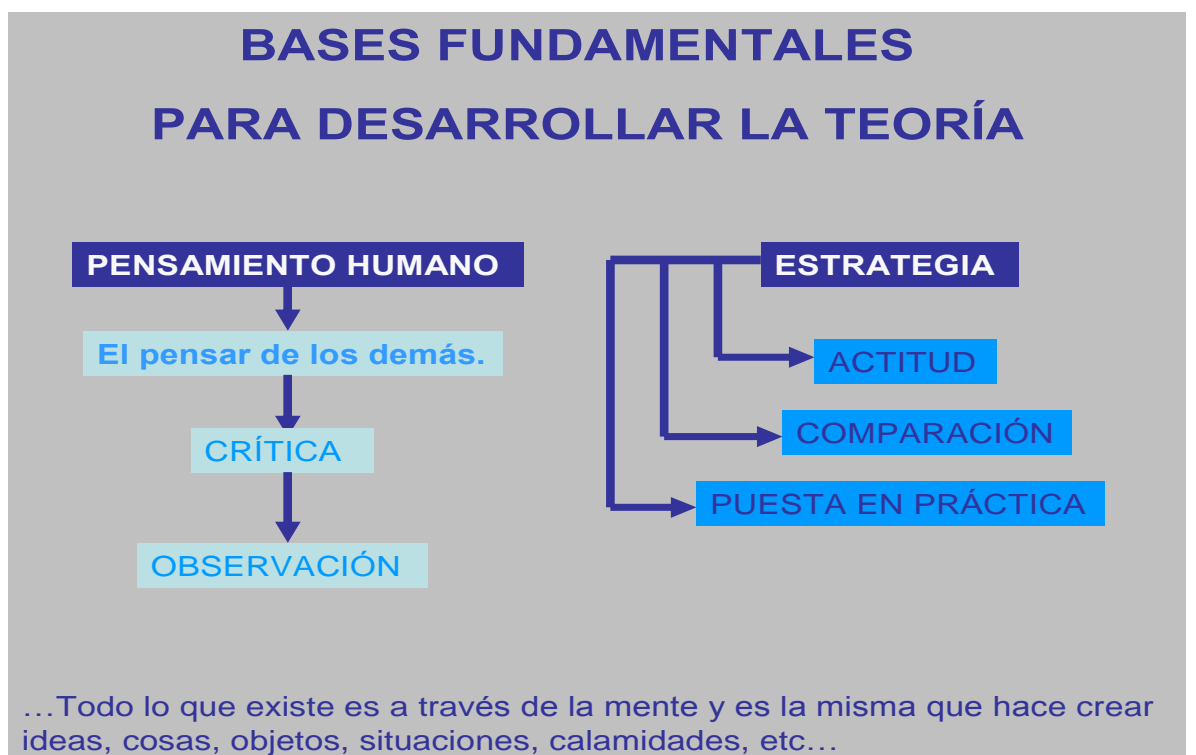 BASES FUNDAMENTALES
PARA DESARROLLAR LA TEORÍA
PENSAMIENTO HUMANO
El pensar de los demás.
CRÍTICA
OBSERVACIÓN
ESTRATEGIA
ACTITUD
COMPARACIÓN
PUESTA EN PRÁCTICA
…Todo lo que existe es a través de la mente y es la misma que hace crear
ideas, cosas, objetos, situaciones, calamidades, etc…